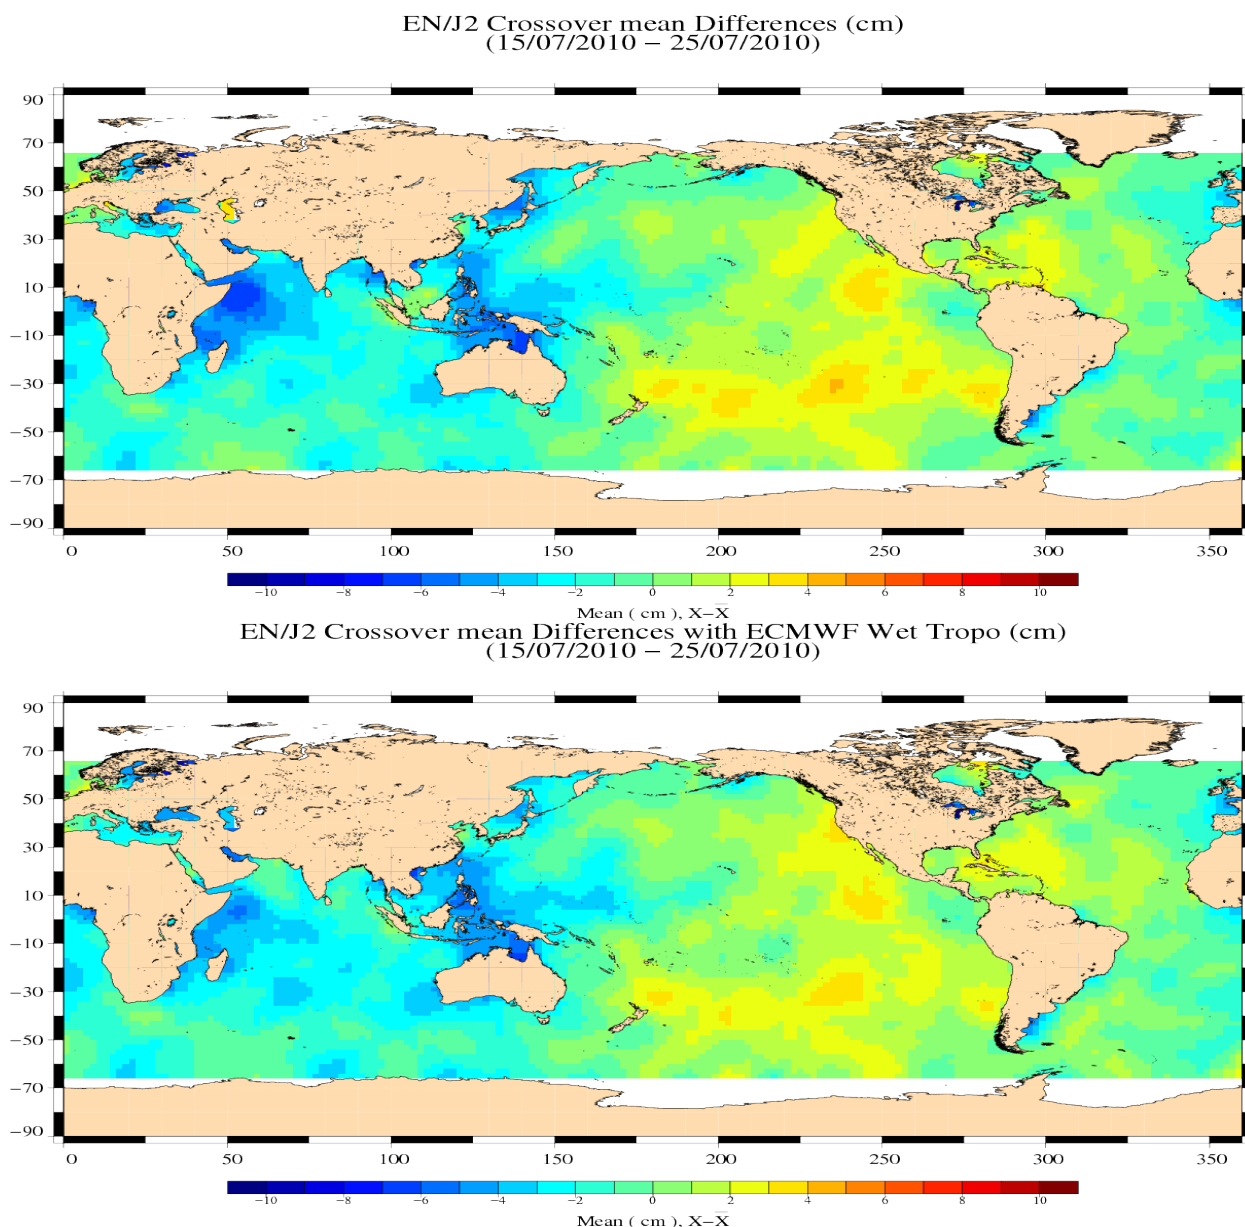 EN/J2 Crossover mean Differences (cm)
(15/07/2010 − 25/07/2010)
90
70
50
30
10
−10
−30
−50
−70
−90
0 50 100 150 200 250 300 350
−10 −8 −6 −4 −2 0 2 4 6 8 10
Mean ( cm ), X−X̅
EN/J2 Crossover mean Differences with ECMWF Wet Tropo (cm)
(15/07/2010 − 25/07/2010)
90
70
50
30
10
−10
−30
−50
−70
−90
0 50 100 150 200 250 300 350
−10 −8 −6 −4 −2 0 2 4 6 8 10
Mean ( cm ), X−X̅